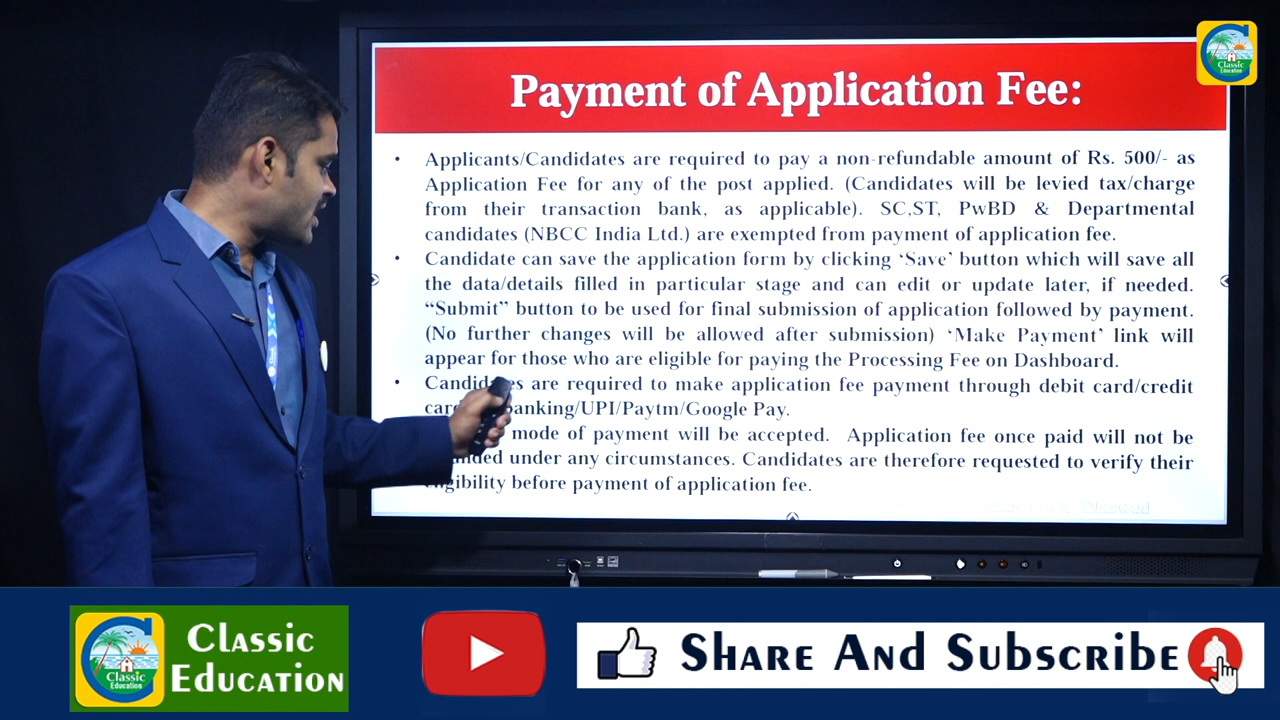 Classic
Education
Payment of Application Fee:
• Applicants/Candidates are required to pay a non-refundable amount of Rs. 500/- as
Application Fee for any of the post applied. (Candidates will be levied tax/charge
from their transaction bank, as applicable). SC,ST, PwBD & Departmental
candidates (NBCC India Ltd.) are exempted from payment of application fee.
• Candidate can save the application form by clicking ‘Save’ button which will save all
the data/details filled in particular stage and can edit or update later, if needed.
“Submit” button to be used for final submission of application followed by payment.
(No further changes will be allowed after submission) ‘Make Payment’ link will
appear for those who are eligible for paying the Processing Fee on Dashboard.
• Candidates are required to make application fee payment through debit card/credit
anking/UPI/Paytm/Google Pay.
mode of payment will be accepted. Application fee once paid will not be
under any circumstances. Candidates are therefore requested to verify their
before payment of application fee.
Dharwad
Classic
Education
Classic
Education
Share And Subscribe